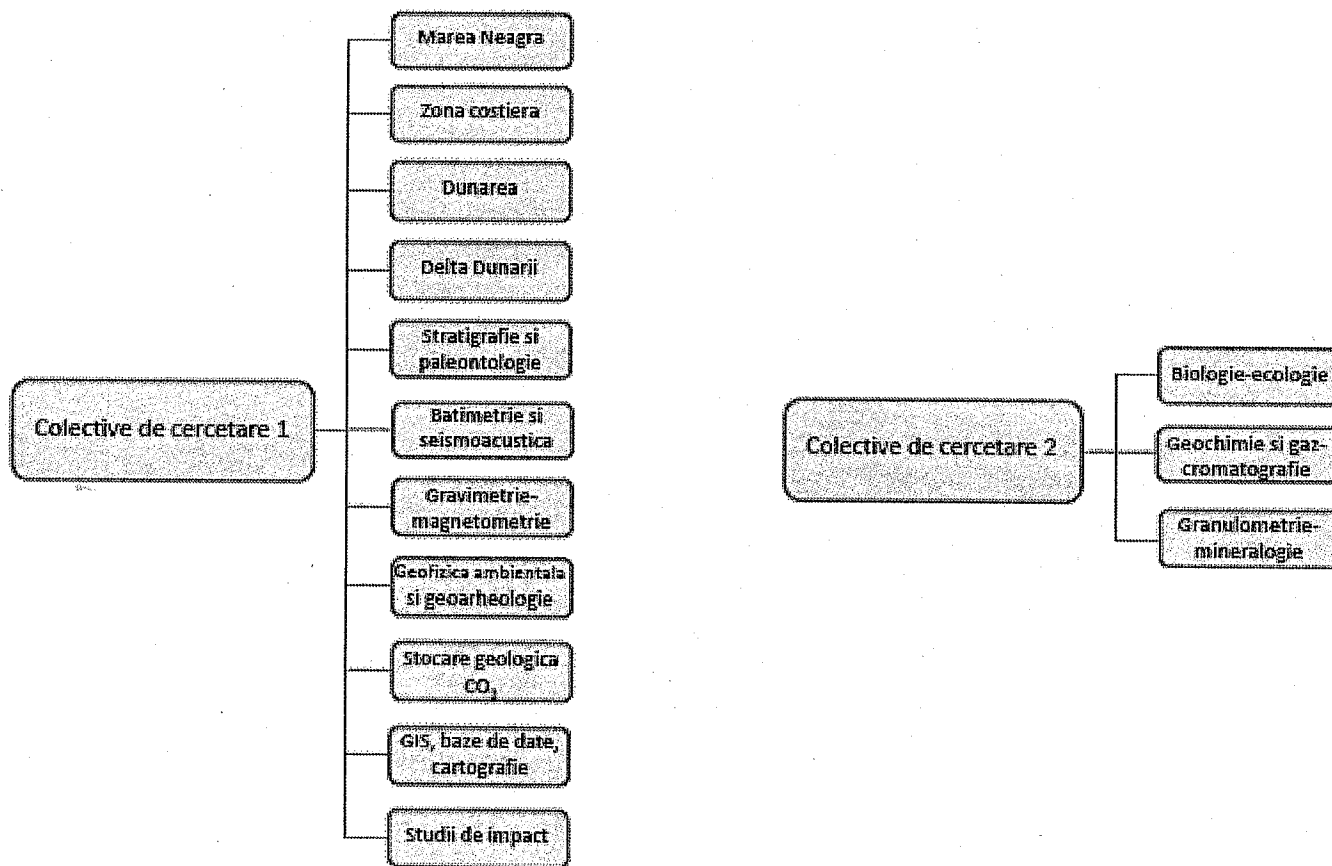 Colective de cercetare 1
Marea Neagra
Zona costiera
Dunarea
Delta Dunarii
Stratigrafie si
paleontologie
Batimetrie si
seismoacustica
Gravimetrie-
magnetometrie
Geofizica ambientala
si geoarheologie
Stocare geologica
CO₂
GIS, baze de date,
cartografie
Studii de impact
Colective de cercetare 2
Biologie-ecologie
Geochimie si gaz-
cromatografie
Granulometrie-
mineralogie